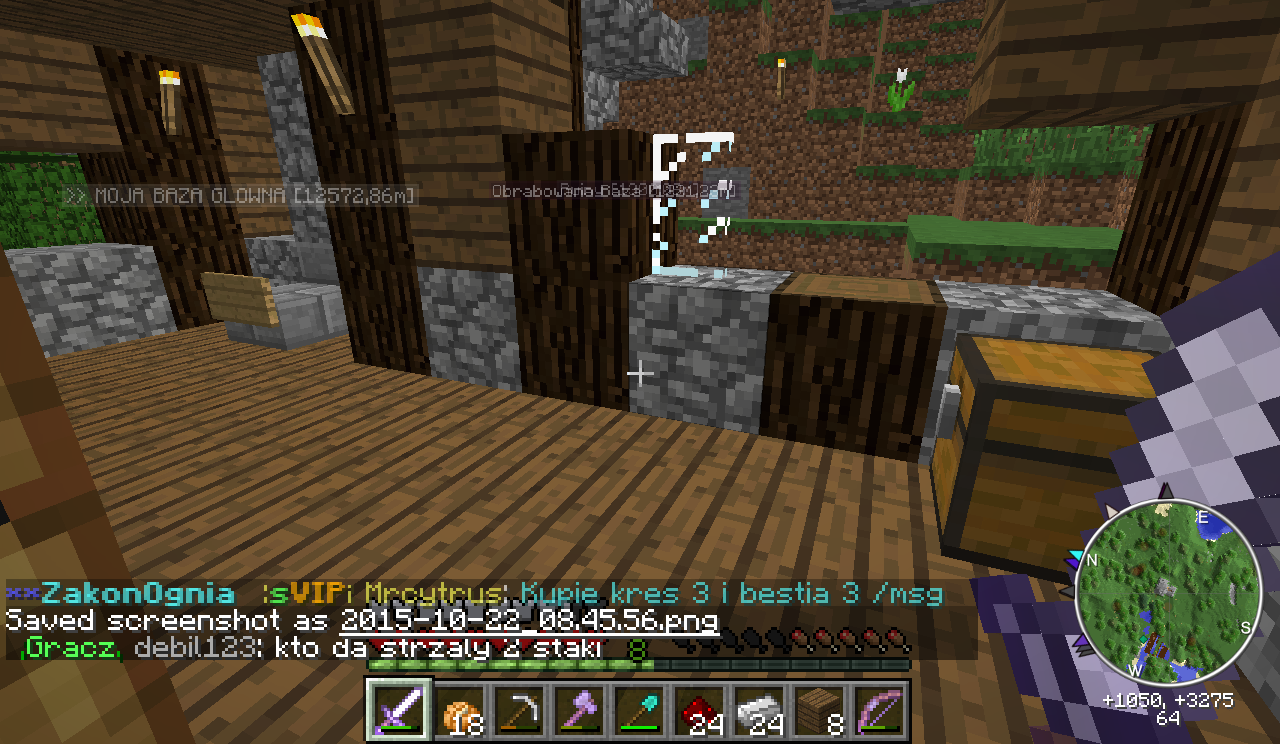 >> MOJA BAZA GLOWNA [12572,86m]
Obrabowana Baza
**ZakonOgnia :sVIP; Mrcytrus: Kupie kres 3 i bestia 3 /msg
Saved screenshot as 2015-10-22_08.45.56.png
,Gracz, debil123: kto da strzaly 2 staki
8
18 24 24 8
E
N
S
W
+1050, +3275
64